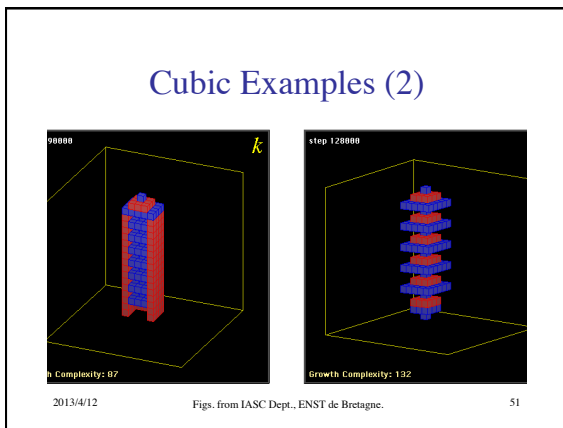 Cubic Examples (2)
90000
k
h Complexity: 87
step 128000
Growth Complexity: 132
2013/4/12
Figs. from IASC Dept., ENST de Bretagne.
51